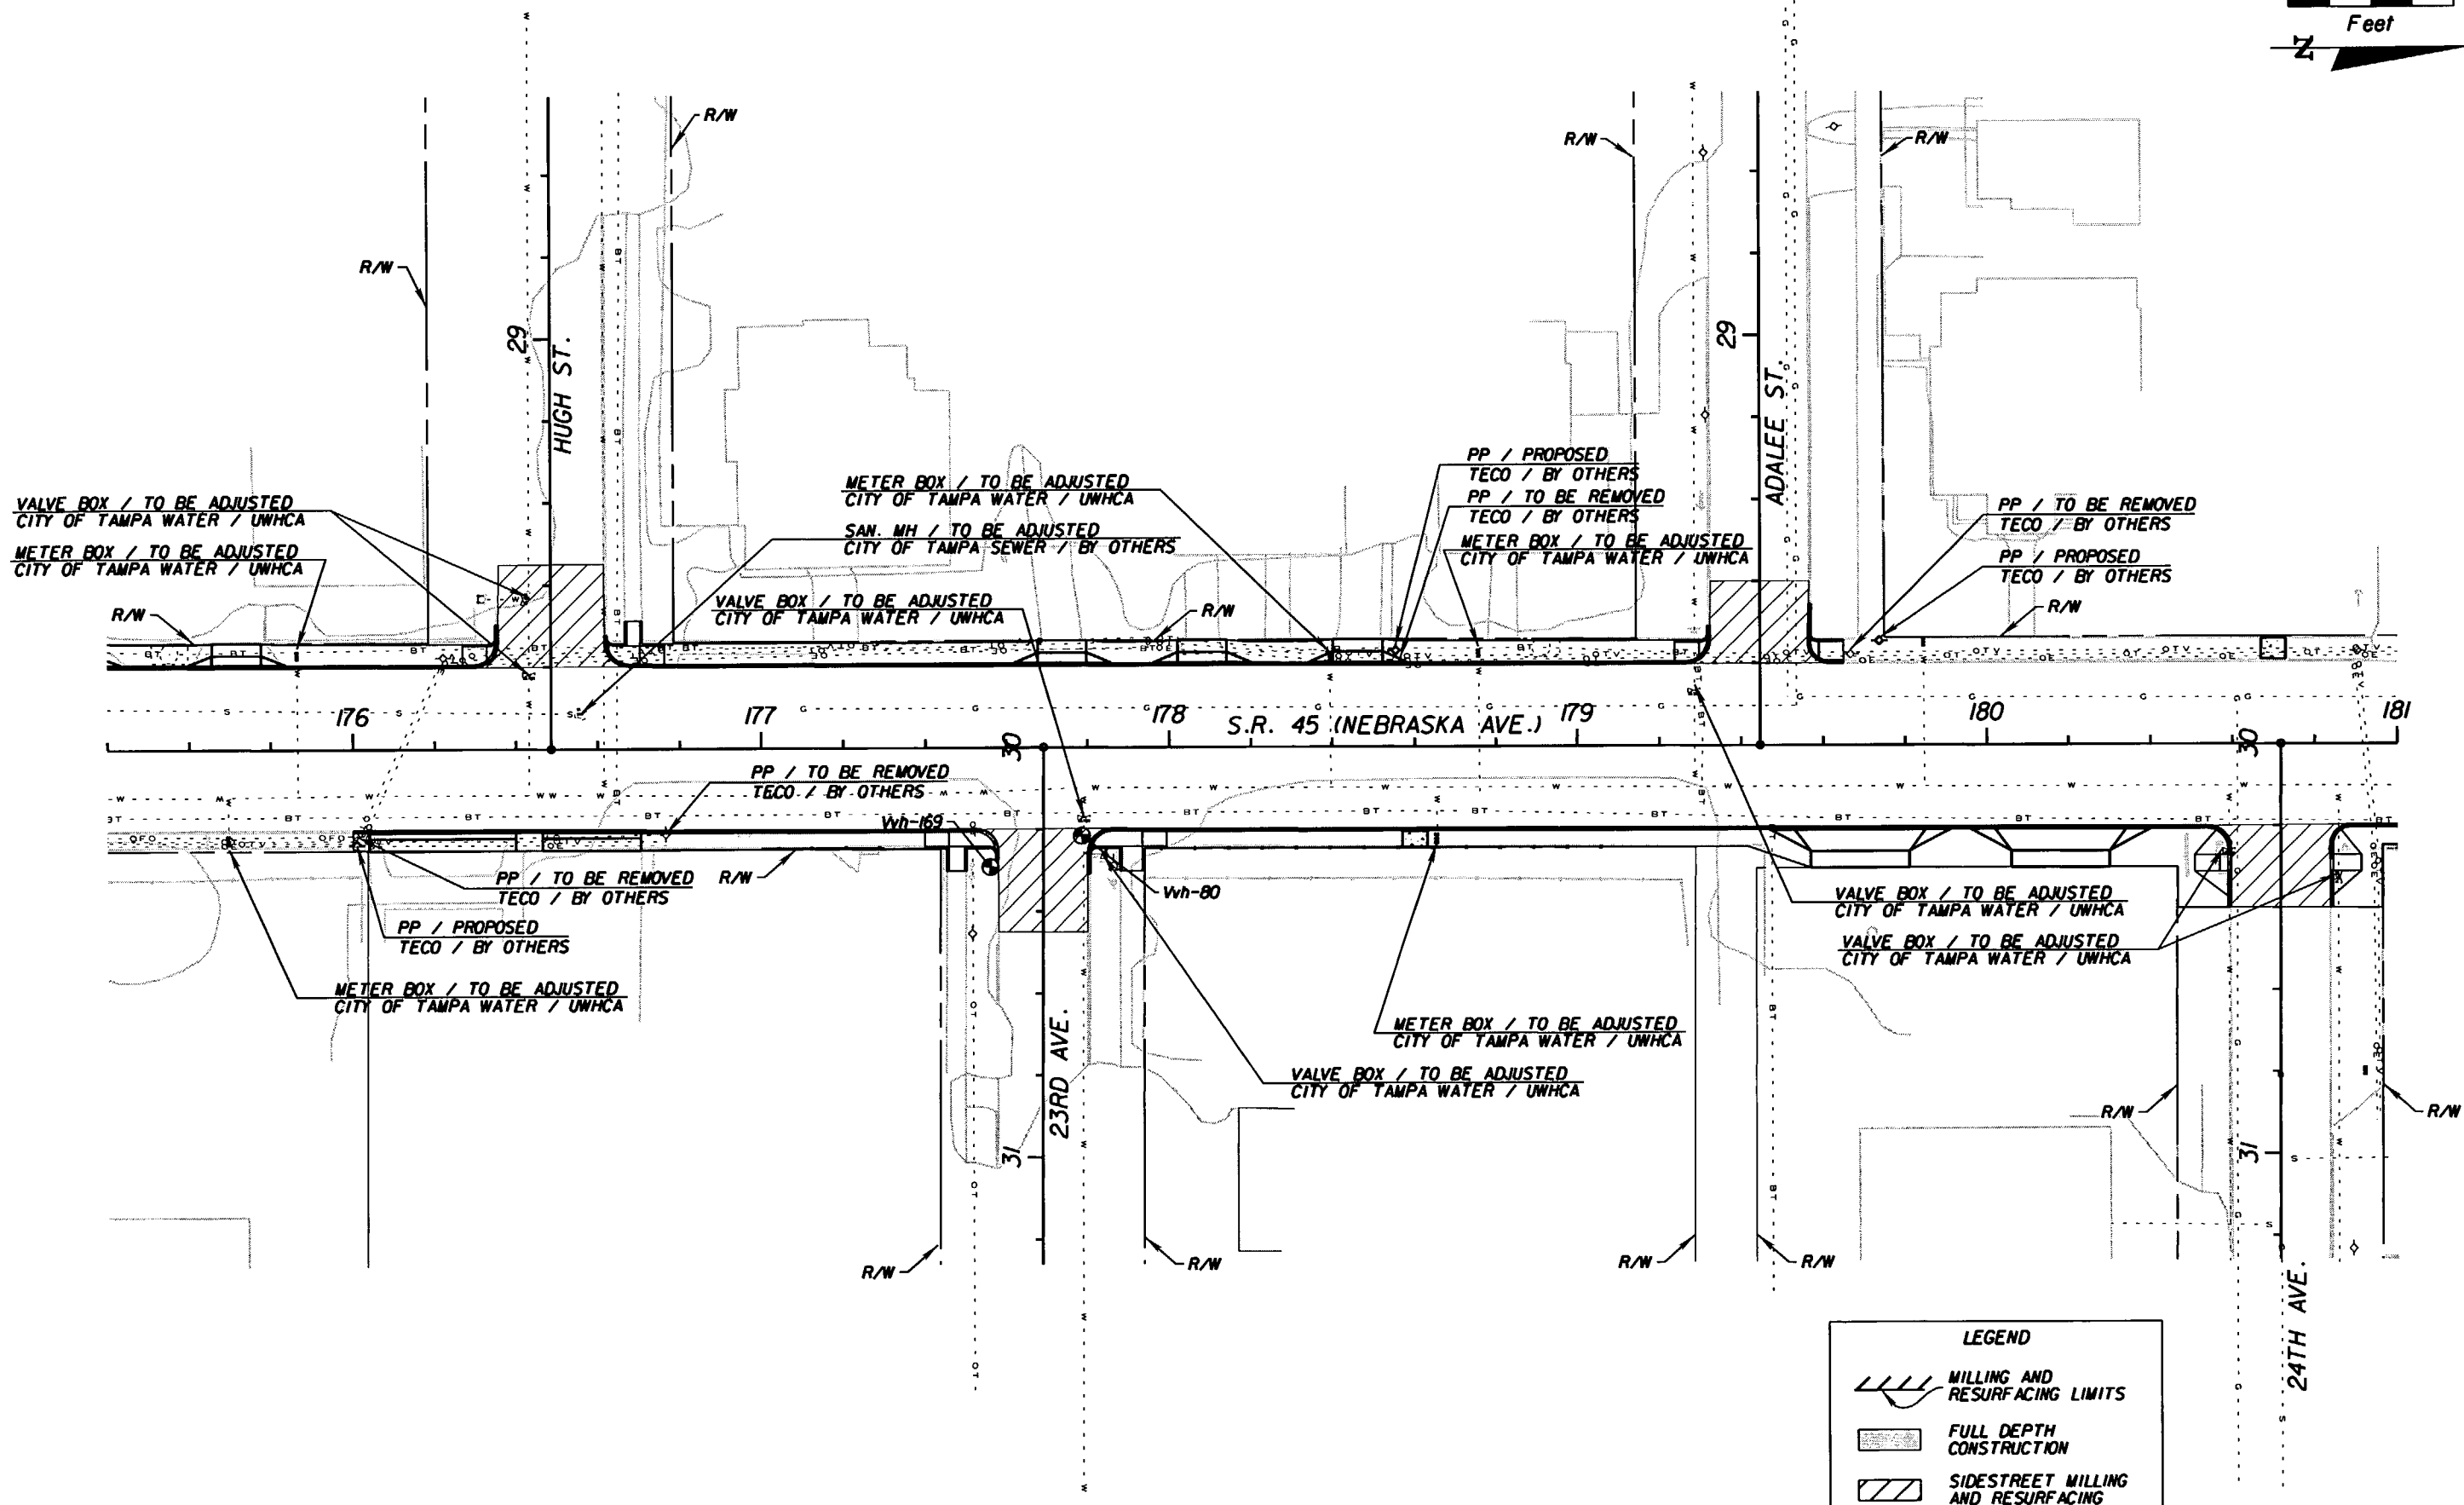 Feet
Z
R/W
R/W
R/W
R/W
29
HUGH ST.
29
ADALEE ST.
VALVE BOX / TO BE ADJUSTED
CITY OF TAMPA WATER / UWHCA
METER BOX / TO BE ADJUSTED
CITY OF TAMPA WATER / UWHCA
R/W
METER BOX / TO BE ADJUSTED
CITY OF TAMPA WATER / UWHCA
SAN. MH / TO BE ADJUSTED
CITY OF TAMPA SEWER / BY OTHERS
VALVE BOX / TO BE ADJUSTED
CITY OF TAMPA WATER / UWHCA
R/W
PP / PROPOSED
TECO / BY OTHERS
PP / TO BE REMOVED
TECO / BY OTHERS
METER BOX / TO BE ADJUSTED
CITY OF TAMPA WATER / UWHCA
PP / TO BE REMOVED
TECO / BY OTHERS
PP / PROPOSED
TECO / BY OTHERS
R/W
R/W
176
177
178
179
180
181
S.R. 45 (NEBRASKA AVE.)
30
30
PP / TO BE REMOVED
TECO / BY OTHERS
Vvh-169
PP / TO BE REMOVED
TECO / BY OTHERS
R/W
Vvh-80
PP / PROPOSED
TECO / BY OTHERS
METER BOX / TO BE ADJUSTED
CITY OF TAMPA WATER / UWHCA
VALVE BOX / TO BE ADJUSTED
CITY OF TAMPA WATER / UWHCA
VALVE BOX / TO BE ADJUSTED
CITY OF TAMPA WATER / UWHCA
METER BOX / TO BE ADJUSTED
CITY OF TAMPA WATER / UWHCA
VALVE BOX / TO BE ADJUSTED
CITY OF TAMPA WATER / UWHCA
23RD AVE.
31
31
24TH AVE.
R/W
R/W
R/W
R/W
R/W
R/W
LEGEND
MILLING AND
RESURFACING LIMITS
FULL DEPTH
CONSTRUCTION
SIDESTREET MILLING
AND RESURFACING